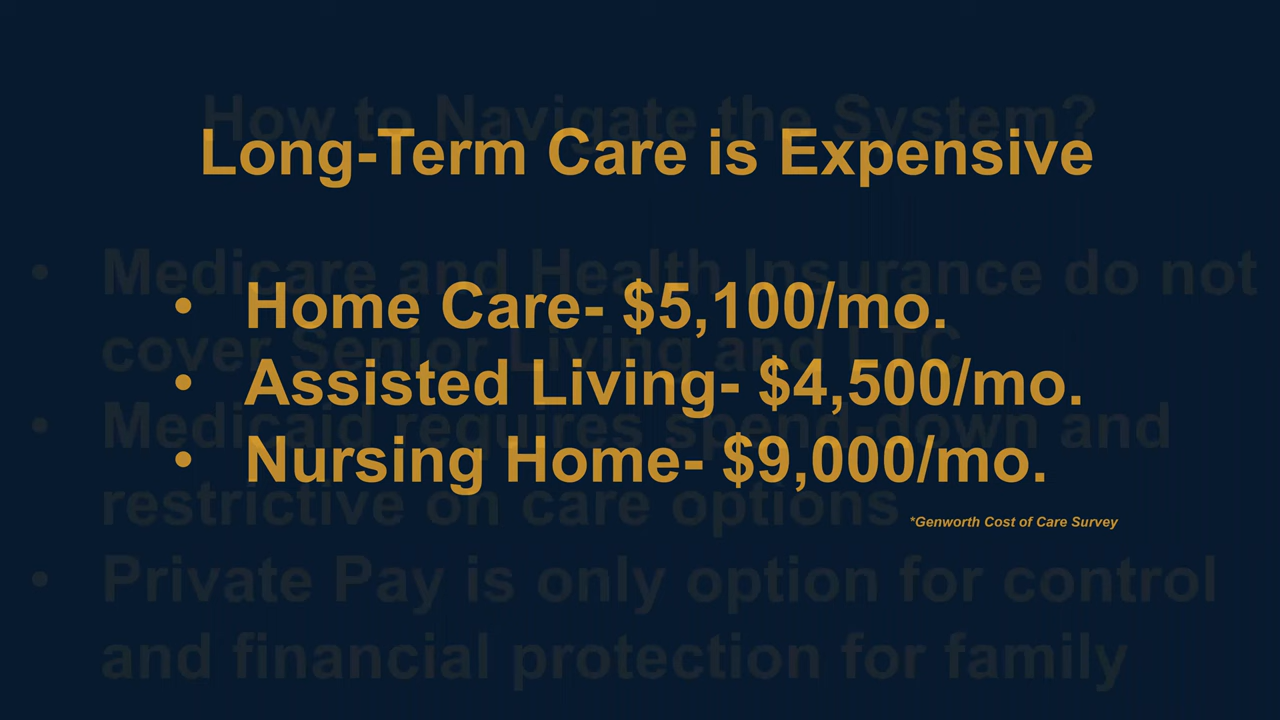 How to Navigate the System?
Long-Term Care is Expensive
• Medicare and Health Insurance do not
• Home Care- $5,100/mo.
cover Senior Living and LTC
• Assisted Living- $4,500/mo.
• Medicaid requires spend-down and
• Nursing Home- $9,000/mo.
restrictive on care options
*Genworth Cost of Care Survey
• Private Pay is only option for control
and financial protection for family